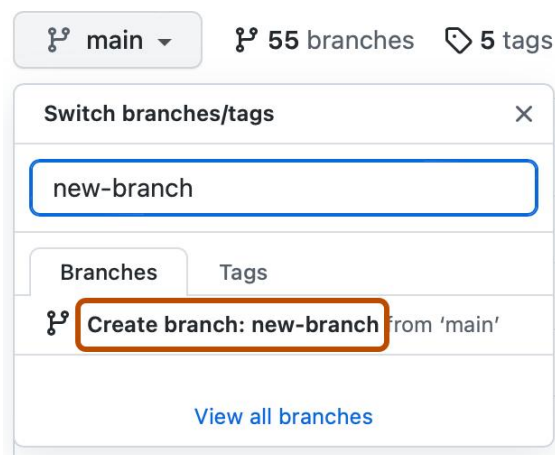 main 55 branches 5 tags
Switch branches/tags
new-branch
Branches Tags
Create branch: new-branch from ‘main’
View all branches